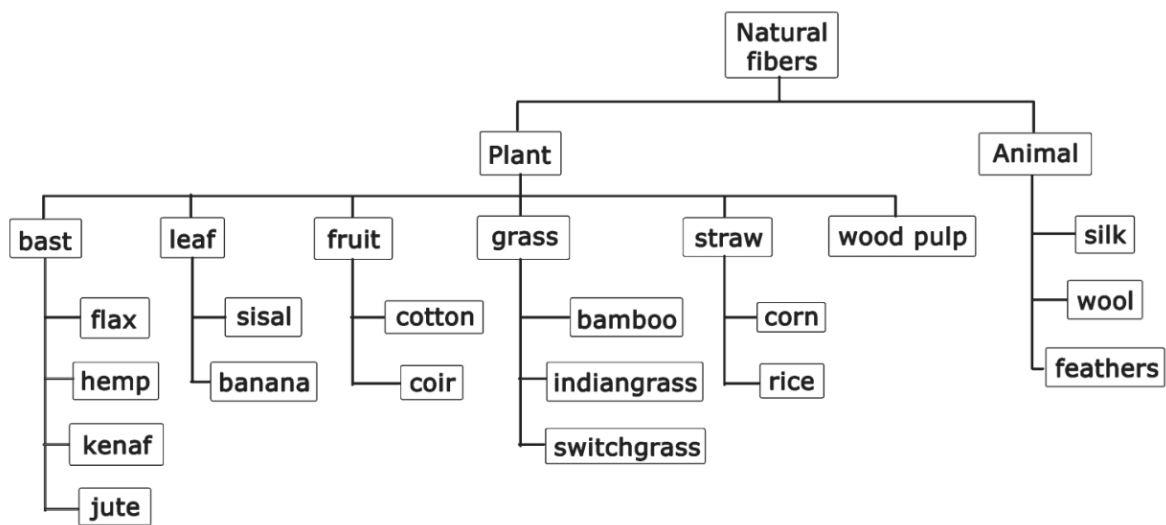 Natural
fibers
Plant
Animal
bast
leaf
fruit
grass
straw
wood pulp
silk
flax
sisal
cotton
bamboo
corn
wool
hemp
banana
coir
indiangrass
rice
feathers
kenaf
switchgrass
jute